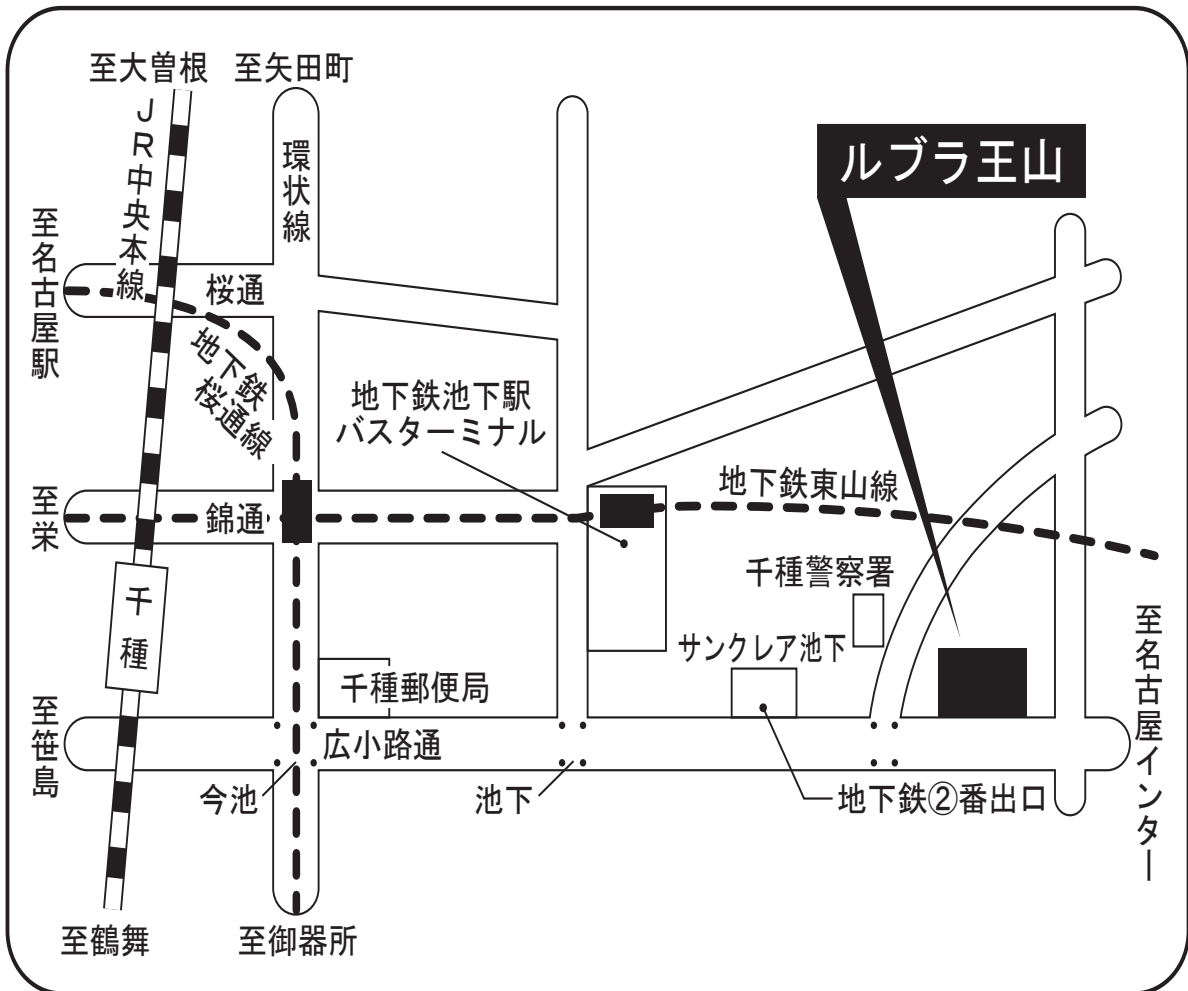 至大曽根
至矢田町
JR中央本線
環状線
ルブラ王山
至名古屋駅
桜通
地下鉄
桜通線
地下鉄池下駅
バスターミナル
地下鉄東山線
至栄
錦通
千種警察署
千種
サンクレア池下
至名古屋インター
千種郵便局
至笹島
広小路通
今池
池下
地下鉄②番出口
至鶴舞
至御器所